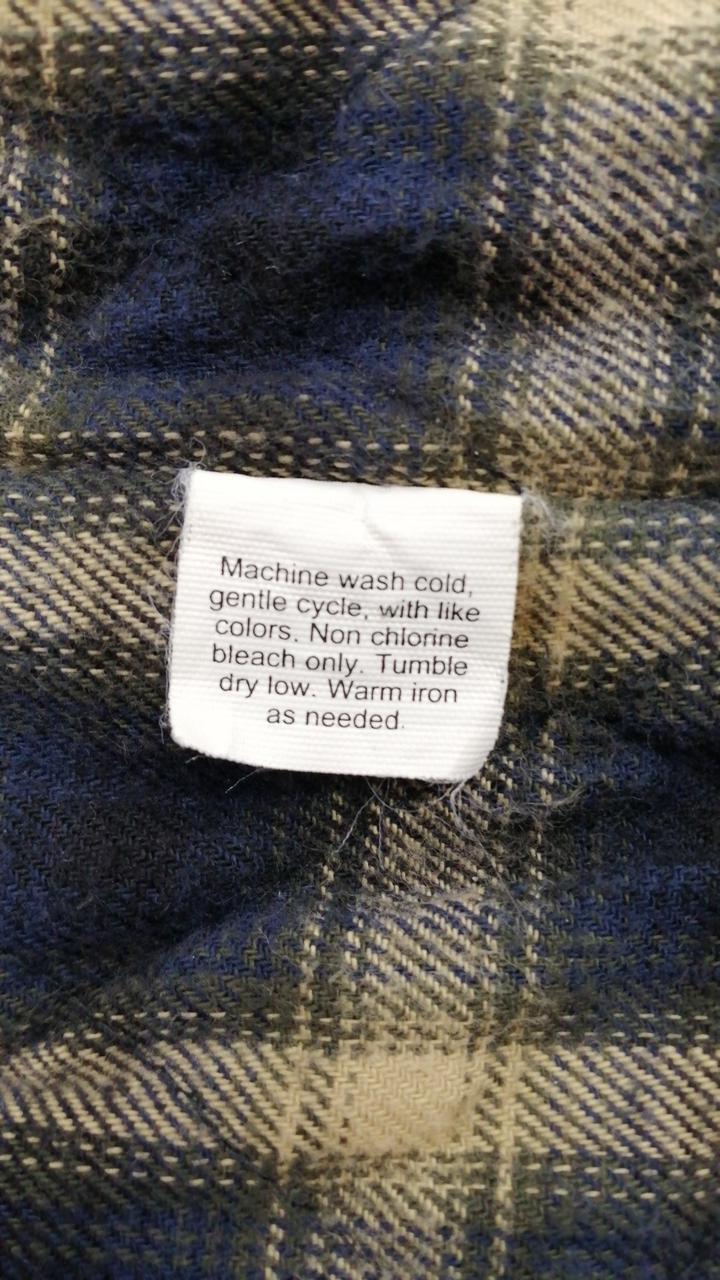 Machine wash cold,
gentle cycle, with like
colors. Non chlorine
bleach only. Tumble
dry low. Warm iron
as needed.